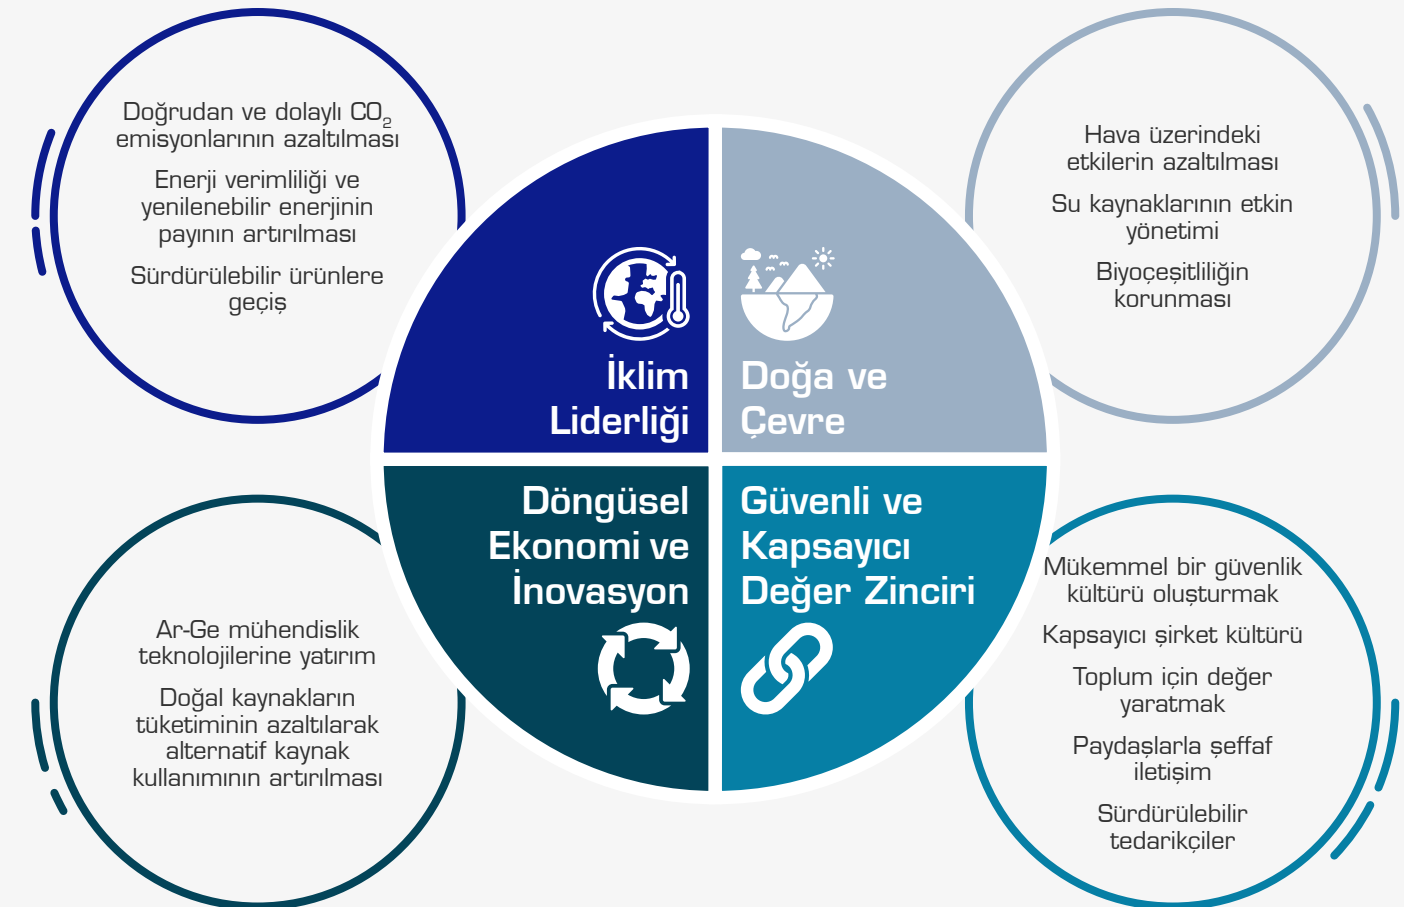 Doğrudan ve dolaylı CO₂
emisyonlarının azaltılması
Enerji verimliliği ve
yenilenebilir enerjinin
payının artırılması
Sürdürülebilir ürünlere
geçiş
Hava üzerindeki
etkilerin azaltılması
Su kaynaklarının etkin
yönetimi
Biyoçeşitliliğin
korunması
İklim
Liderliği
Doğa ve
Çevre
Döngüsel
Ekonomi ve
İnovasyon
Güvenli ve
Kapsayıcı
Değer Zinciri
Ar-Ge mühendislik
teknolojilerine yatırım
Doğal kaynakların
tüketiminin azaltılarak
alternatif kaynak
kullanımının artırılması
Mükemmel bir güvenlik
kültürü oluşturmak
Kapsayıcı şirket kültürü
Toplum için değer
yaratmak
Paydaşlarla şeffaf
iletişim
Sürdürülebilir
tedarikçiler